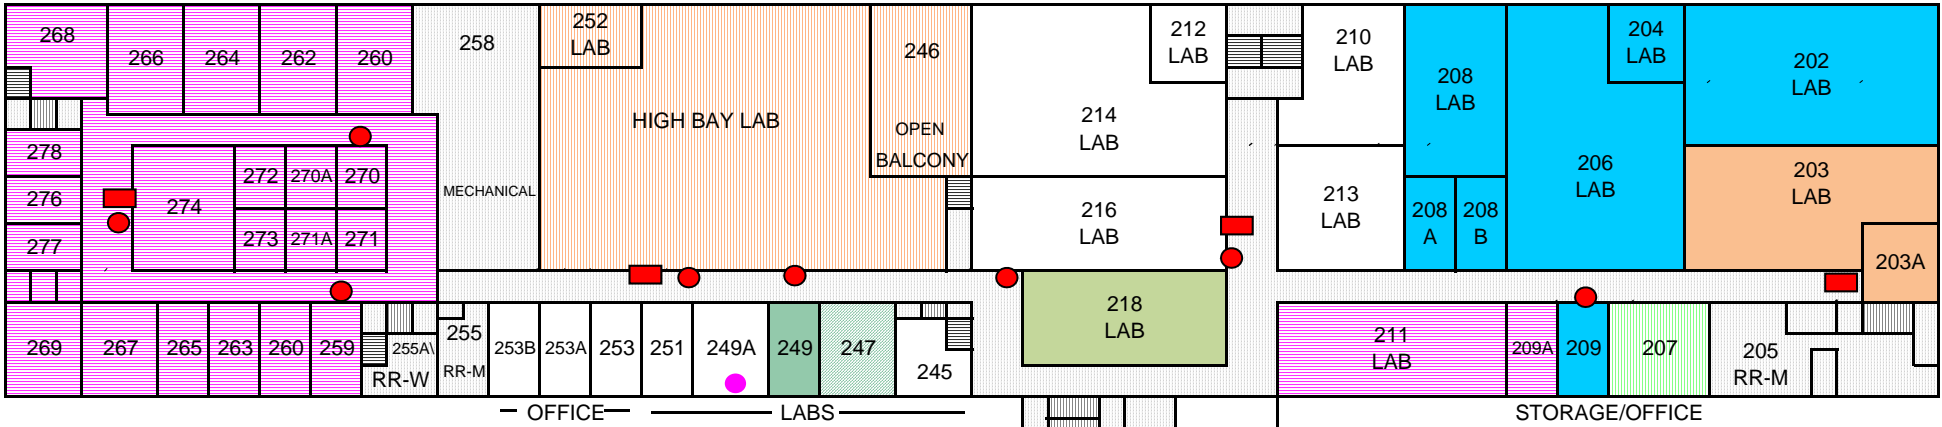 268
266
264
262
260
258
252
LAB
246
212
LAB
210
LAB
208
LAB
204
LAB
202
LAB
HIGH BAY LAB
OPEN
BALCONY
214
LAB
278
276
277
274
272
270A
270
273
271A
271
MECHANICAL
216
LAB
213
LAB
208
A
208
B
206
LAB
203
LAB
203A
218
LAB
269
267
265
263
260
259
255A\
RR-W
255
RR-M
253B
253A
253
251
249A
249
247
245
211
LAB
209A
209
207
205
RR-M
OFFICE
LABS
STORAGE/OFFICE